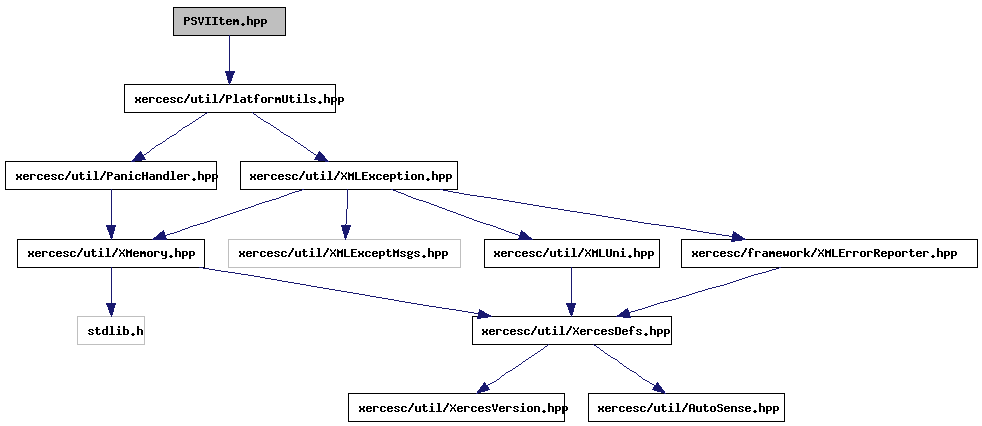 PSVIItem.hpp
xercesc/util/PlatformUtils.hpp
xercesc/util/PanicHandler.hpp
xercesc/util/XMLException.hpp
xercesc/util/XMemory.hpp
xercesc/util/XMLExceptMsgs.hpp
xercesc/util/XMLUni.hpp
xercesc/framework/XMLErrorReporter.hpp
stdlib.h
xercesc/util/XercesDefs.hpp
xercesc/util/XercesVersion.hpp
xercesc/util/AutoSense.hpp